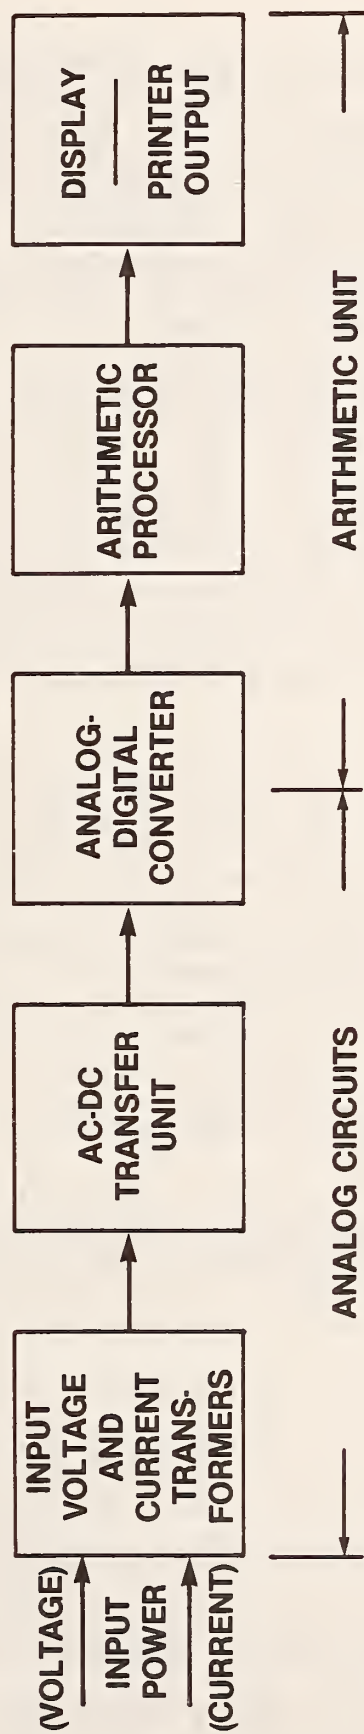 (VOLTAGE)
INPUT
POWER
(CURRENT)
INPUT
VOLTAGE
AND
CURRENT
TRANS-
FORMERS
AC-DC
TRANSFER
UNIT
ANALOG-
DIGITAL
CONVERTER
ARITHMETIC
PROCESSOR
DISPLAY
PRINTER
OUTPUT
ANALOG CIRCUITS
ARITHMETIC UNIT